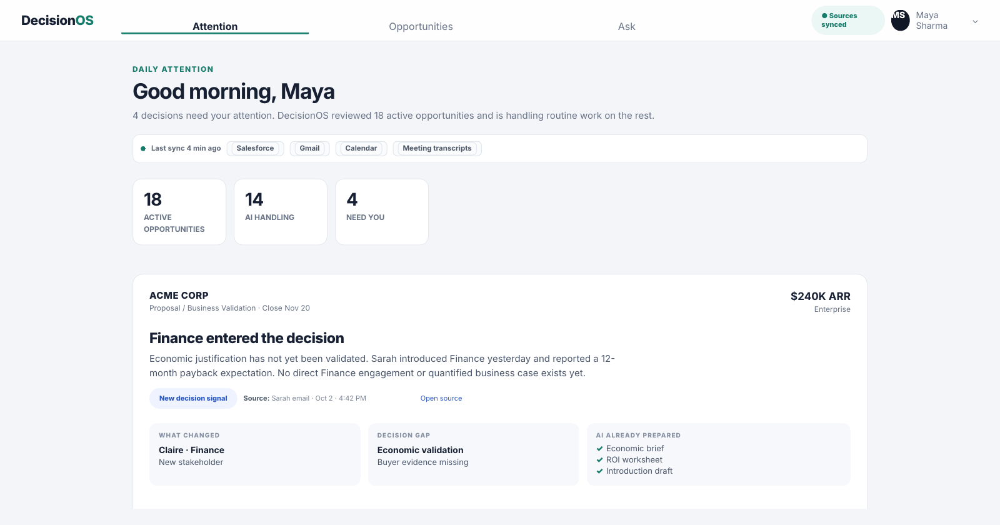 DecisionOS
Attention
Opportunities
Ask
Sources
synced
MS
Maya
Sharma
DAILY ATTENTION
Good morning, Maya
4 decisions need your attention. DecisionOS reviewed 18 active opportunities and is handling routine work on the rest.
Last sync 4 min ago
Salesforce
Gmail
Calendar
Meeting transcripts
18
ACTIVE
OPPORTUNITIES
14
AI HANDLING
4
NEED YOU
ACME CORP
$240K ARR
Proposal / Business Validation · Close Nov 20
Enterprise
Finance entered the decision
Economic justification has not yet been validated. Sarah introduced Finance yesterday and reported a 12-
month payback expectation. No direct Finance engagement or quantified business case exists yet.
New decision signal
Source: Sarah email · Oct 2 · 4:42 PM
Open source
WHAT CHANGED
Claire · Finance
New stakeholder
DECISION GAP
Economic validation
Buyer evidence missing
AI ALREADY PREPARED
✔ Economic brief
✔ ROI worksheet
✔ Introduction draft